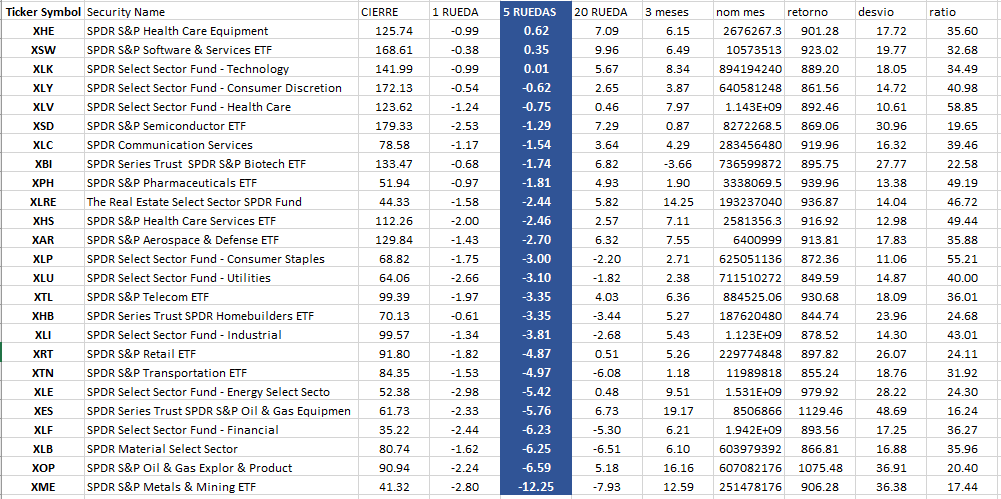 Ticker Symbol Security Name CIERRE 1 RUEDA 5 RUEDAS 20 RUEDA 3 meses nom mes retorno desvio ratio
XHE SPDR S&P Health Care Equipment 125.74 -0.99 0.62 7.09 6.15 2676267.3 901.28 17.72 35.60
XSW SPDR S&P Software & Services ETF 168.61 -0.38 0.35 9.96 6.49 10573513 923.02 19.77 32.68
XLK SPDR Select Sector Fund - Technology 141.99 -0.99 0.01 5.67 8.34 894194240 889.20 18.05 34.49
XLY SPDR Select Sector Fund - Consumer Discretion 172.13 -0.54 -0.62 2.65 3.87 640581248 861.56 14.72 40.98
XLV SPDR Select Sector Fund - Health Care 123.62 -1.24 -0.75 0.46 7.97 1.143E+09 892.46 10.61 58.85
XSD SPDR S&P Semiconductor ETF 179.33 -2.53 -1.29 7.29 0.87 8272268.5 869.06 30.96 19.65
XLC SPDR Communication Services 78.58 -1.17 -1.54 3.64 4.29 283456480 919.96 16.32 39.46
XBI SPDR Series Trust SPDR S&P Biotech ETF 133.47 -0.68 -1.74 6.82 -3.66 736599872 895.75 27.77 22.58
XPH SPDR S&P Pharmaceuticals ETF 51.94 -0.97 -1.81 4.93 1.90 3338069.5 939.96 13.38 49.19
XLRE The Real Estate Select Sector SPDR Fund 44.33 -1.58 -2.44 5.82 14.25 193237040 936.87 14.04 46.72
XHS SPDR S&P Health Care Services ETF 112.26 -2.00 -2.46 2.57 7.11 2581356.3 916.92 12.98 49.44
XAR SPDR S&P Aerospace & Defense ETF 129.84 -1.43 -2.70 6.32 7.55 6400999 913.81 17.83 35.88
XLP SPDR Select Sector Fund - Consumer Staples 68.82 -1.75 -3.00 -2.20 2.71 625051136 872.36 11.06 55.21
XLU SPDR Select Sector Fund - Utilities 64.06 -2.66 -3.10 -1.82 2.38 711510272 849.59 14.87 40.00
XTL SPDR S&P Telecom ETF 99.39 -1.97 -3.35 4.03 6.36 884525.06 930.68 18.09 36.01
XHB SPDR Series Trust SPDR Homebuilders ETF 70.13 -0.61 -3.35 -3.44 5.27 187620480 844.74 23.96 24.68
XLI SPDR Select Sector Fund - Industrial 99.57 -1.34 -3.81 -2.68 5.43 1.123E+09 878.52 14.30 43.01
XRT SPDR S&P Retail ETF 91.80 -1.82 -4.87 0.51 5.26 229774848 897.82 26.07 24.11
XTN SPDR S&P Transportation ETF 84.35 -1.53 -4.97 -6.08 1.18 11989818 855.24 18.76 31.92
XLE SPDR Select Sector Fund - Energy Select Secto 52.38 -2.98 -5.42 0.48 9.51 1.531E+09 979.92 28.22 24.30
XES SPDR Series Trust SPDR S&P Oil & Gas Equipmen 61.73 -2.33 -5.76 6.73 19.17 8506866 1129.46 48.69 16.24
XLF SPDR Select Sector Fund - Financial 35.22 -2.44 -6.23 -5.30 6.21 1.942E+09 893.56 17.25 36.27
XLB SPDR Material Select Sector 80.74 -1.62 -6.25 -6.51 6.10 603979392 866.81 16.88 35.96
XOP SPDR S&P Oil & Gas Explor & Product 90.94 -2.24 -6.59 5.18 16.16 607082176 1075.48 36.91 20.40
XME SPDR S&P Metals & Mining ETF 41.32 -2.80 -12.25 -7.93 12.59 251478176 906.28 36.38 17.44